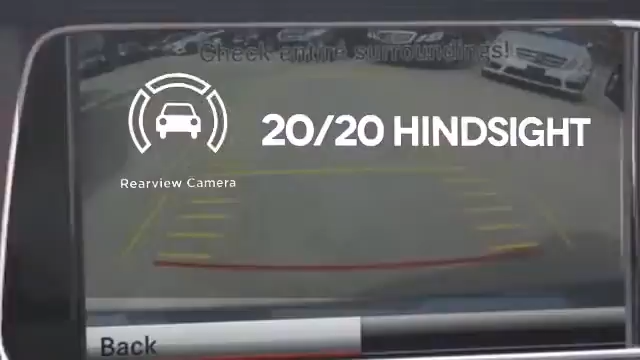 Check entire surroundings!
20/20 HINDSIGHT
Rearview Camera
Back